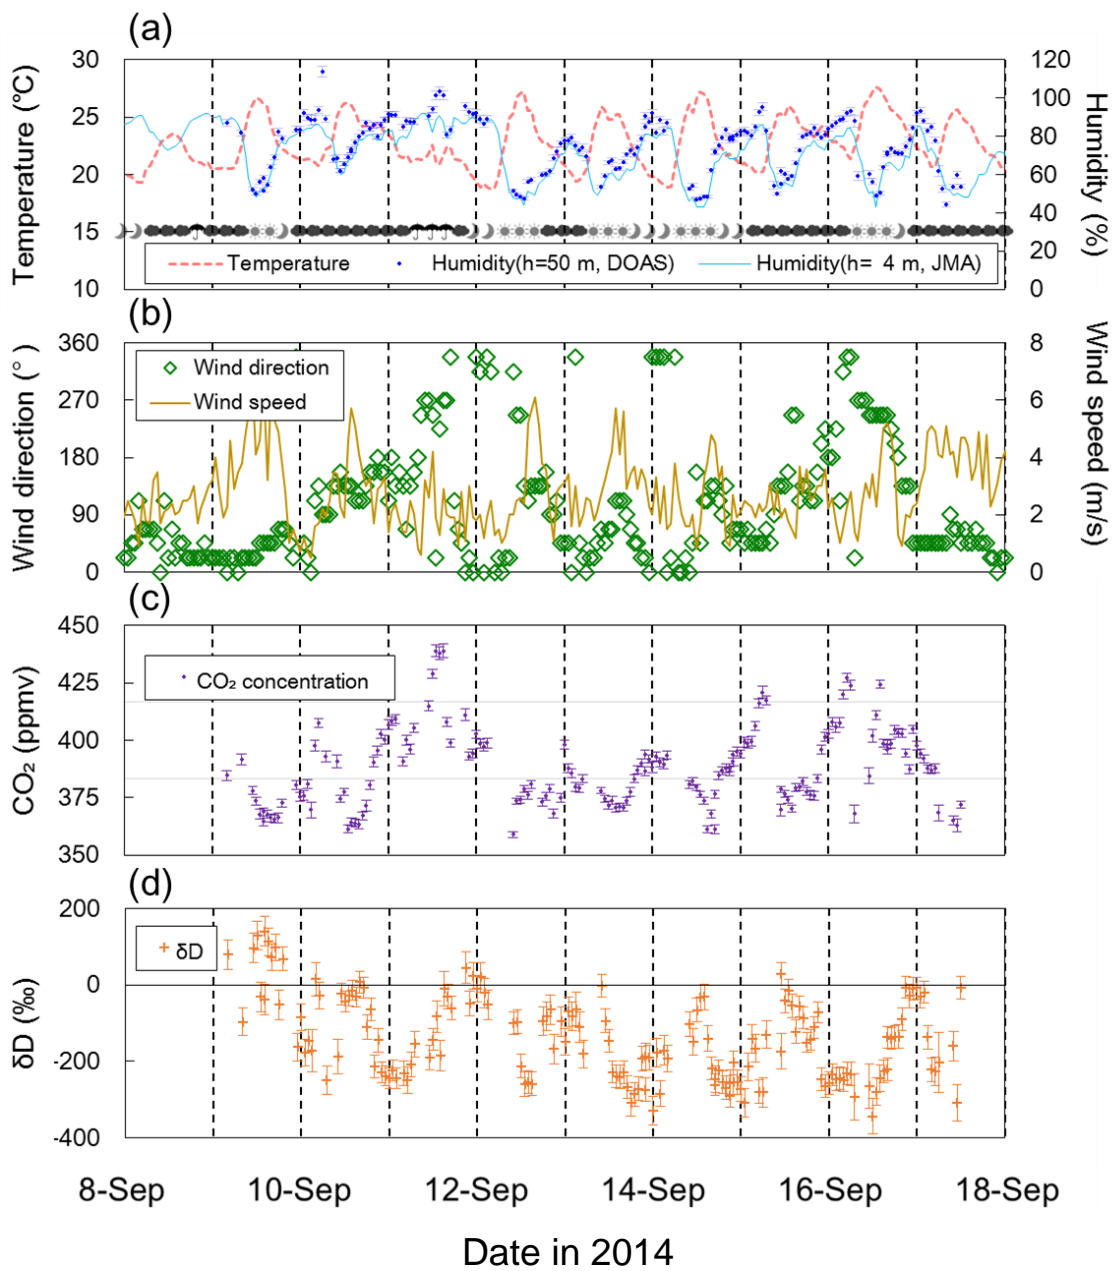 (a)
Temperature (℃)
30
25
20
15
10
120
100
80
60
40
20
0
Humidity (%)
Temperature
Humidity(h=50 m, DOAS)
Humidity(h= 4 m, JMA)
(b)
Wind direction (°)
360
270
180
90
0
8
6
4
2
0
Wind speed (m/s)
Wind direction
Wind speed
(c)
CO₂ (ppmv)
450
425
400
375
350
CO₂ concentration
(d)
δD (‰)
200
0
-200
-400
δD
8-Sep 10-Sep 12-Sep 14-Sep 16-Sep 18-Sep
Date in 2014